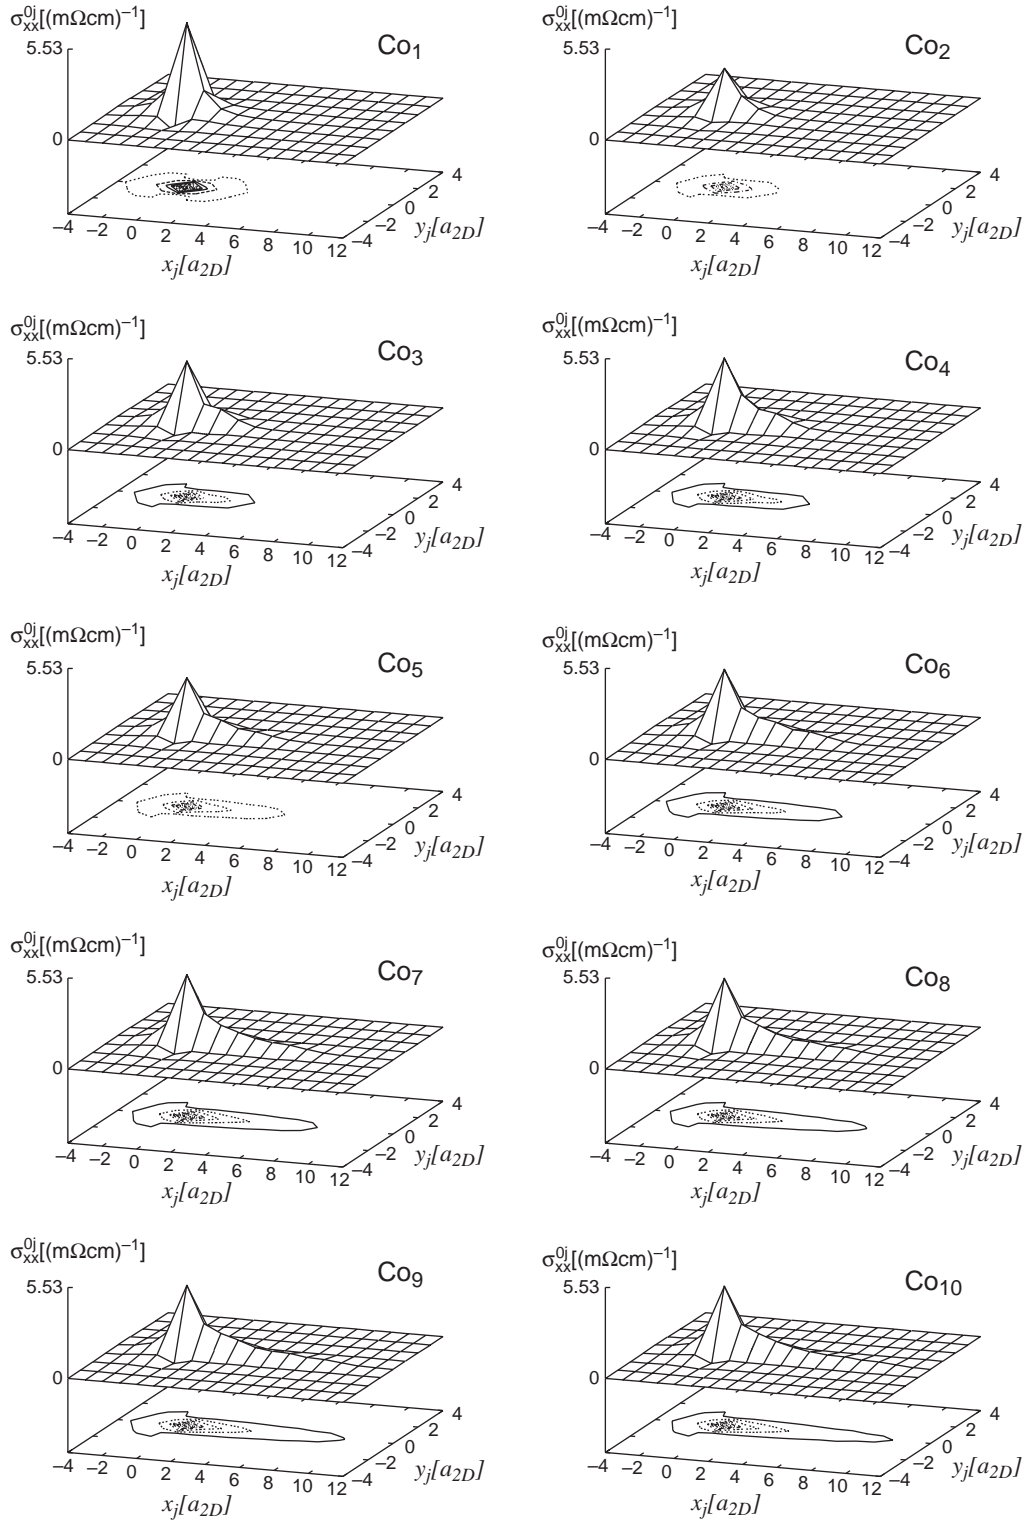 σ⁰ʲₓₓ[(mΩcm)⁻¹]
5.53
0
Co₁
4
2
0
−2
−4
yⱼ[a₂D]
−4 −2 0 2 4 6 8 10 12
xⱼ[a₂D]
σ⁰ʲₓₓ[(mΩcm)⁻¹]
5.53
0
Co₂
4
2
0
−2
−4
yⱼ[a₂D]
−4 −2 0 2 4 6 8 10 12
xⱼ[a₂D]
σ⁰ʲₓₓ[(mΩcm)⁻¹]
5.53
0
Co₃
4
2
0
−2
−4
yⱼ[a₂D]
−4 −2 0 2 4 6 8 10 12
xⱼ[a₂D]
σ⁰ʲₓₓ[(mΩcm)⁻¹]
5.53
0
Co₄
4
2
0
−2
−4
yⱼ[a₂D]
−4 −2 0 2 4 6 8 10 12
xⱼ[a₂D]
σ⁰ʲₓₓ[(mΩcm)⁻¹]
5.53
0
Co₅
4
2
0
−2
−4
yⱼ[a₂D]
−4 −2 0 2 4 6 8 10 12
xⱼ[a₂D]
σ⁰ʲₓₓ[(mΩcm)⁻¹]
5.53
0
Co₆
4
2
0
−2
−4
yⱼ[a₂D]
−4 −2 0 2 4 6 8 10 12
xⱼ[a₂D]
σ⁰ʲₓₓ[(mΩcm)⁻¹]
5.53
0
Co₇
4
2
0
−2
−4
yⱼ[a₂D]
−4 −2 0 2 4 6 8 10 12
xⱼ[a₂D]
σ⁰ʲₓₓ[(mΩcm)⁻¹]
5.53
0
Co₈
4
2
0
−2
−4
yⱼ[a₂D]
−4 −2 0 2 4 6 8 10 12
xⱼ[a₂D]
σ⁰ʲₓₓ[(mΩcm)⁻¹]
5.53
0
Co₉
4
2
0
−2
−4
yⱼ[a₂D]
−4 −2 0 2 4 6 8 10 12
xⱼ[a₂D]
σ⁰ʲₓₓ[(mΩcm)⁻¹]
5.53
0
Co₁₀
4
2
0
−2
−4
yⱼ[a₂D]
−4 −2 0 2 4 6 8 10 12
xⱼ[a₂D]